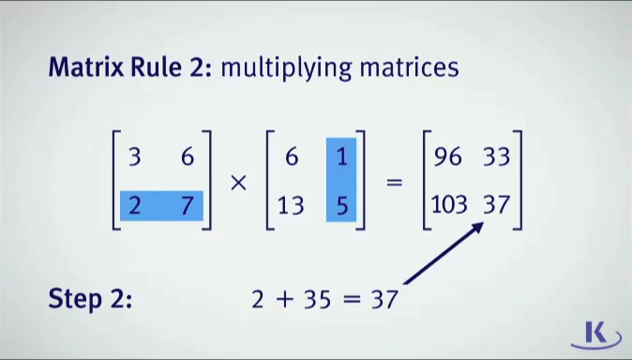 Matrix Rule 2: multiplying matrices
3 6 6 1 96 33
× =
2 7 13 5 103 37
Step 2: 2 + 35 = 37
K